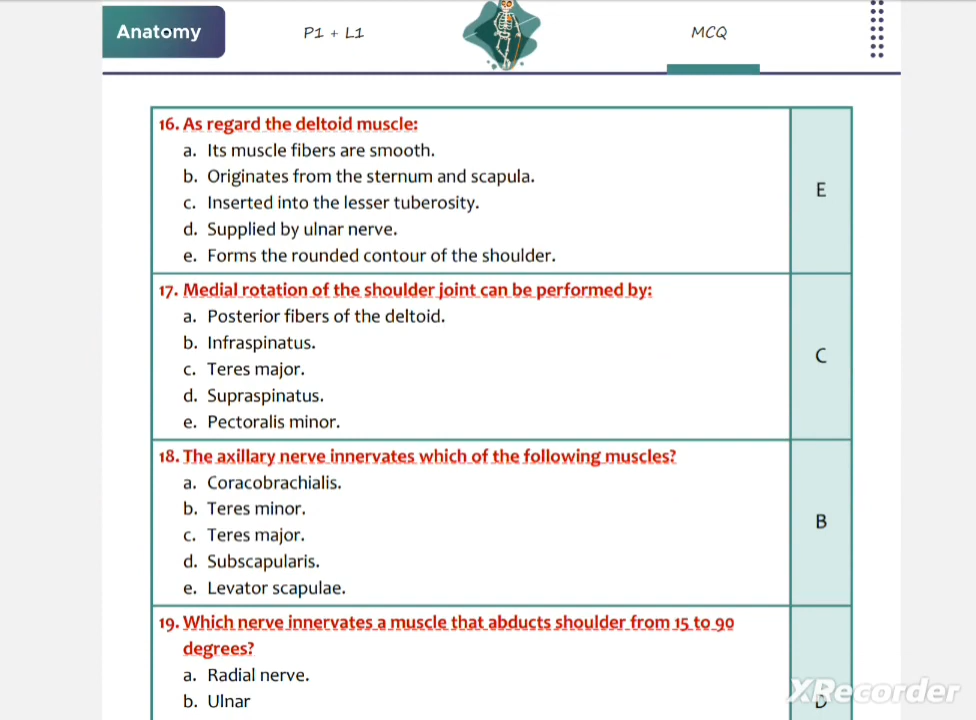 Anatomy
P1 + L1
MCQ
16. As regard the deltoid muscle:
a. Its muscle fibers are smooth.
b. Originates from the sternum and scapula.
c. Inserted into the lesser tuberosity.
d. Supplied by ulnar nerve.
e. Forms the rounded contour of the shoulder.
E
17. Medial rotation of the shoulder joint can be performed by:
a. Posterior fibers of the deltoid.
b. Infraspinatus.
c. Teres major.
d. Supraspinatus.
e. Pectoralis minor.
C
18. The axillary nerve innervates which of the following muscles?
a. Coracobrachialis.
b. Teres minor.
c. Teres major.
d. Subscapularis.
e. Levator scapulae.
B
19. Which nerve innervates a muscle that abducts shoulder from 15 to 90
degrees?
a. Radial nerve.
b. Ulnar
D
XRecorder